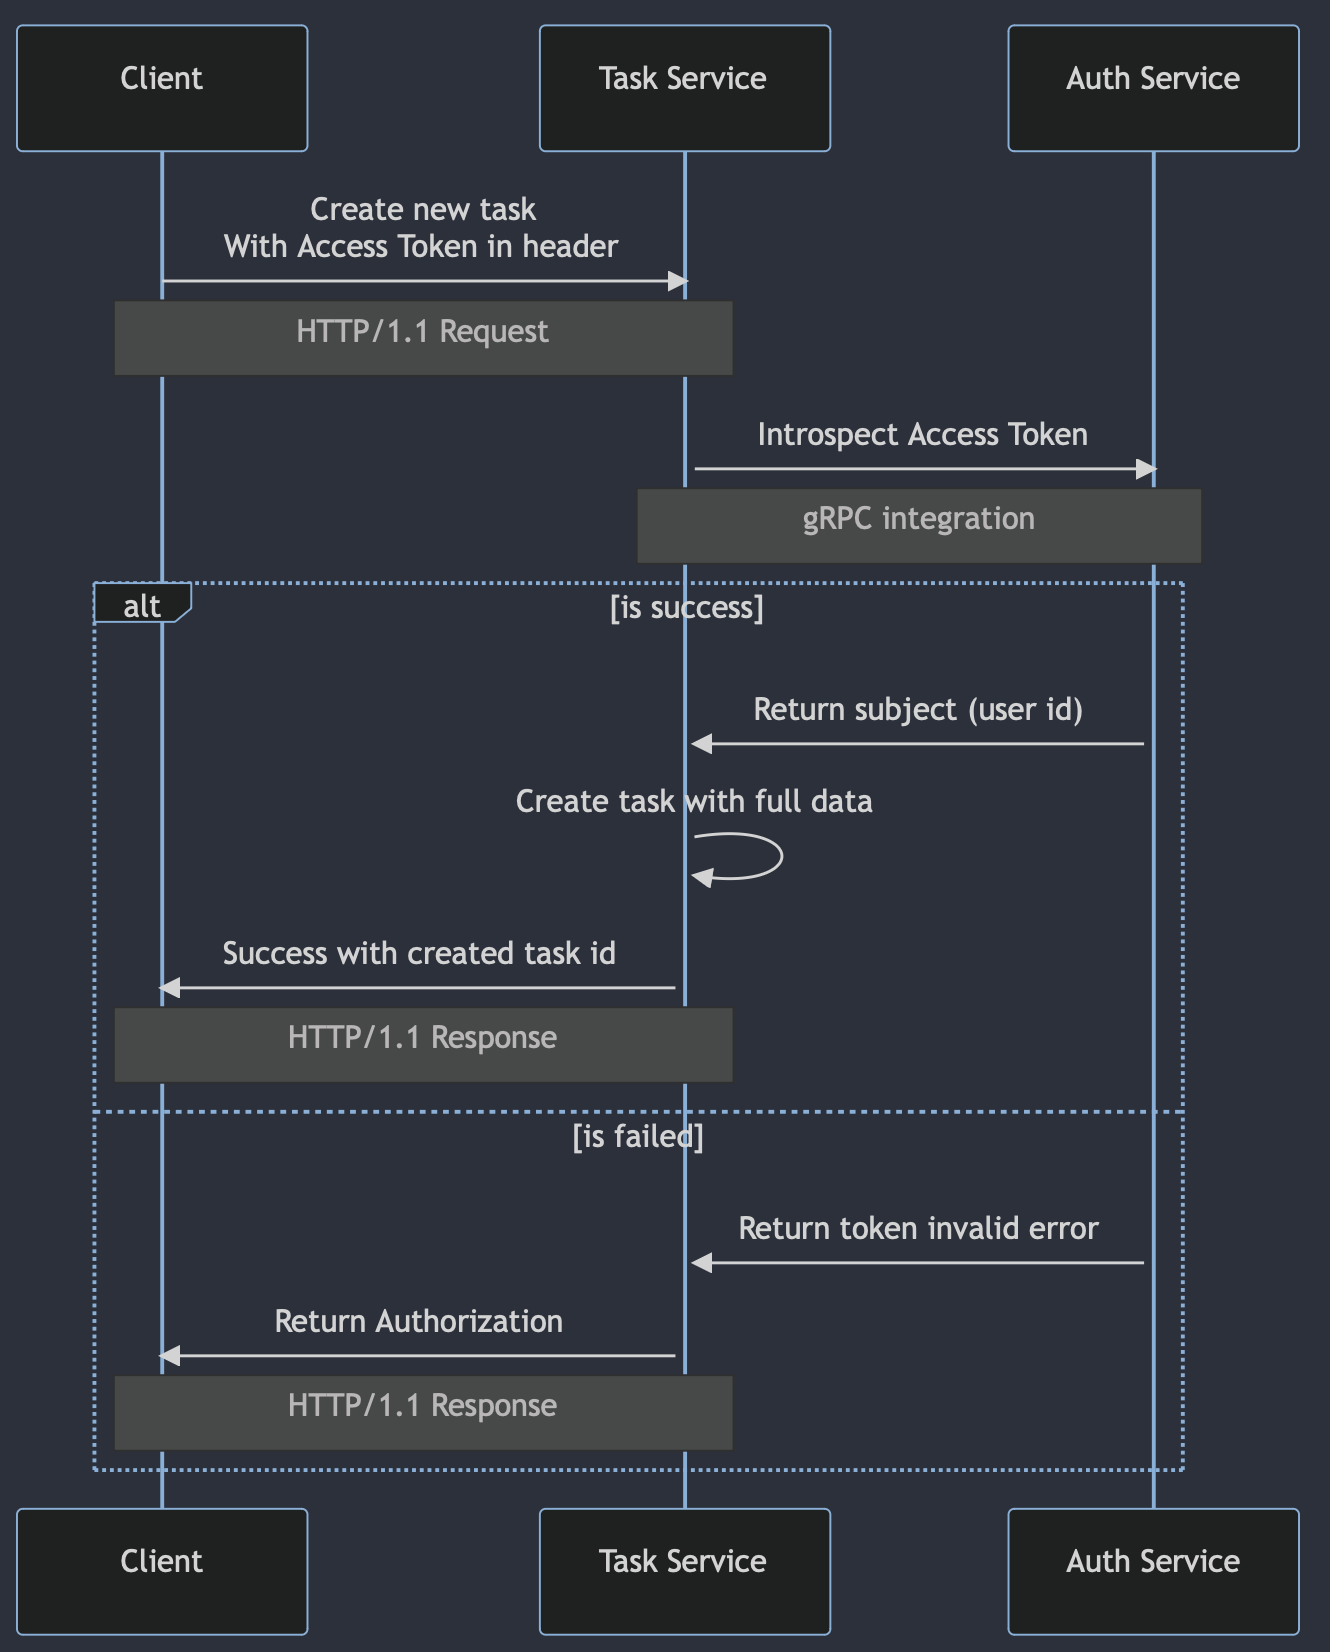 Client
Task Service
Auth Service
Create new task
With Access Token in header
HTTP/1.1 Request
Introspect Access Token
gRPC integration
alt
[is success]
Return subject (user id)
Create task with full data
Success with created task id
HTTP/1.1 Response
[is failed]
Return token invalid error
Return Authorization
HTTP/1.1 Response
Client
Task Service
Auth Service